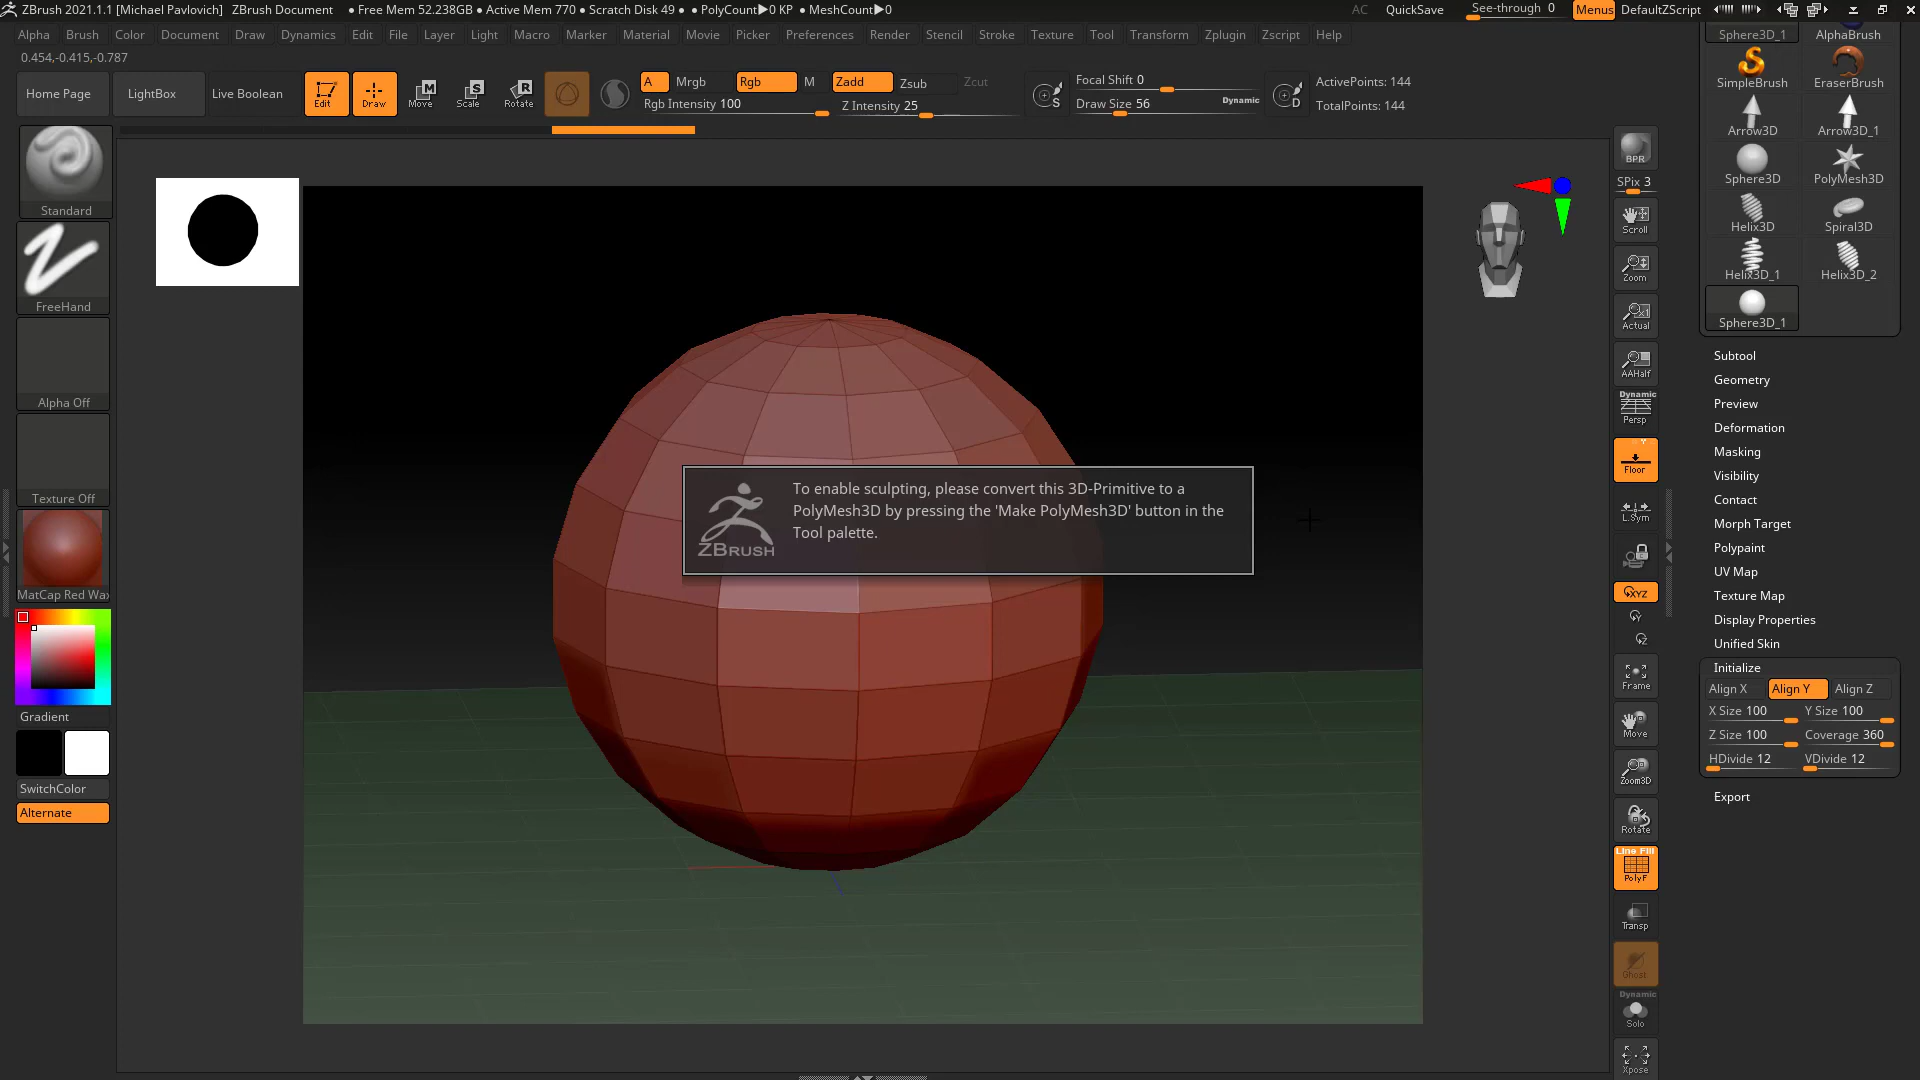 ZBrush 2021.1.1 [Michael Pavlovich] ZBrush Document • Free Mem 52.238GB • Active Mem 770 • Scratch Disk 49 • PolyCount▶0 KP • MeshCount▶0 AC QuickSave See-through 0 Menus DefaultZScript
Alpha Brush Color Document Draw Dynamics Edit File Layer Light Macro Marker Material Movie Picker Preferences Render Stencil Stroke Texture Tool Transform Zplugin Zscript Help
0.454,-0.415,-0.787
Home Page LightBox Live Boolean Edit Draw Move Scale Rotate
M S R
A Mrgb Rgb M Zadd Zsub Zcut
Rgb Intensity 100 Z Intensity 25
S Focal Shift 0
Draw Size 56 Dynamic
D ActivePoints: 144
TotalPoints: 144
Standard
FreeHand
Alpha Off
Texture Off
MatCap Red Wax
Gradient
SwitchColor
Alternate
To enable sculpting, please convert this 3D-Primitive to a
PolyMesh3D by pressing the 'Make PolyMesh3D' button in the
Tool palette.
ZBRUSH
BPR
SPix 3
Scroll
Zoom
Actual
AAHalf
Dynamic
Persp
Floor
L.Sym
XYZ
Y
Z
Frame
Move
Zoom3D
Rotate
Line Fill
PolyF
Transp
Ghost
Dynamic
Solo
Xpose
Sphere3D_1 AlphaBrush
SimpleBrush EraserBrush
Arrow3D Arrow3D_1
Sphere3D PolyMesh3D
Helix3D Spiral3D
Helix3D_1 Helix3D_2
Sphere3D_1
Subtool
Geometry
Preview
Deformation
Masking
Visibility
Contact
Morph Target
Polypaint
UV Map
Texture Map
Display Properties
Unified Skin
Initialize
Align X Align Y Align Z
X Size 100 Y Size 100
Z Size 100 Coverage 360
HDivide 12 VDivide 12
Export